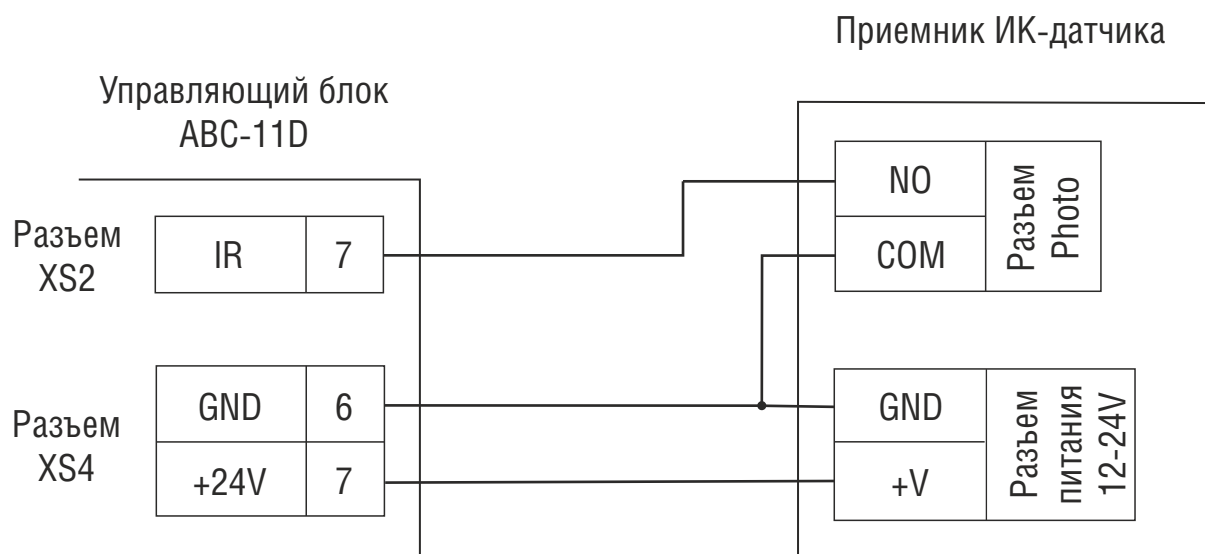 Приемник ИК-датчика
Управляющий блок
ABC-11D
Разъем
XS2
IR
7
NO
COM
Разъем
Photo
Разъем
XS4
GND
6
+24V
7
GND
+V
Разъем
питания
12-24V